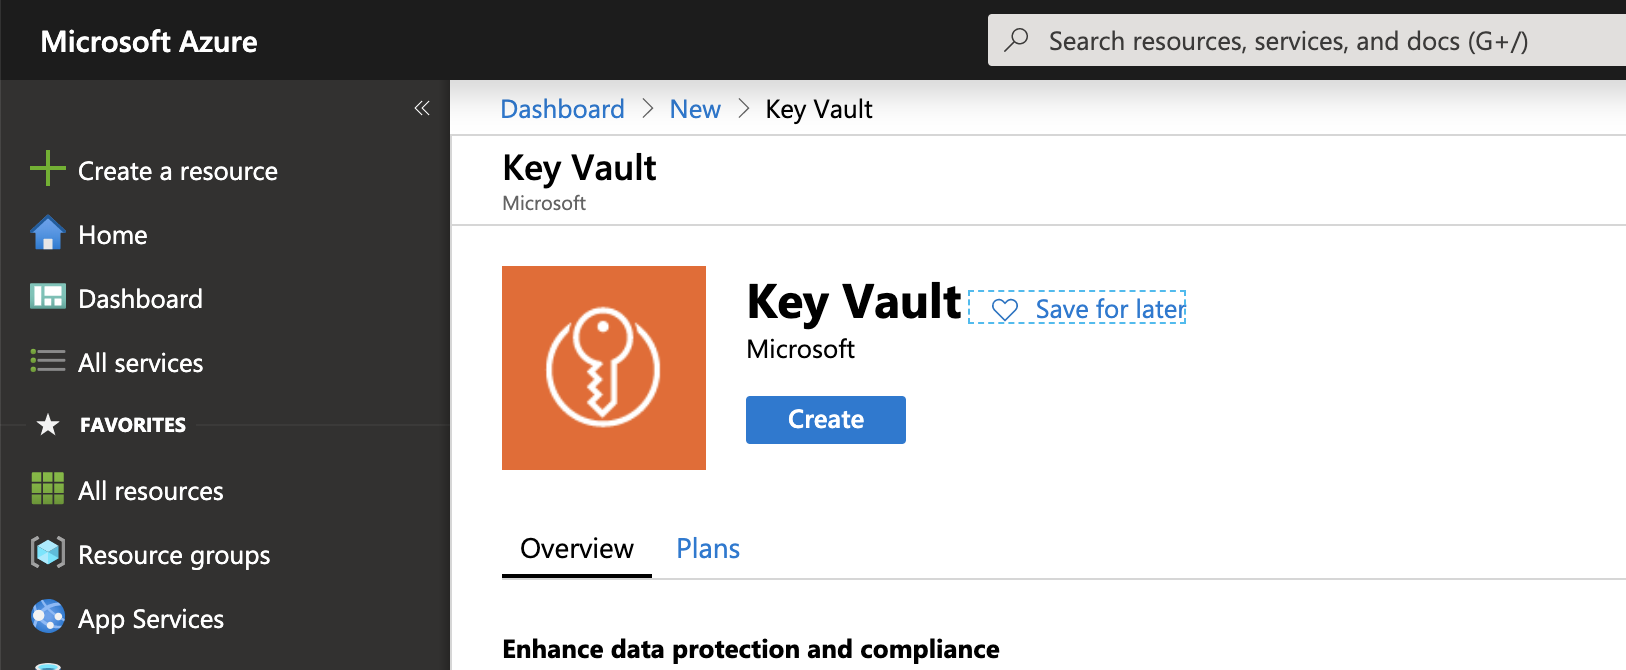 Microsoft Azure
Search resources, services, and docs (G+/)
Create a resource
Home
Dashboard
All services
FAVORITES
All resources
Resource groups
App Services
Dashboard > New > Key Vault
Key Vault
Microsoft
Key Vault
Save for later
Microsoft
Create
Overview
Plans
Enhance data protection and compliance